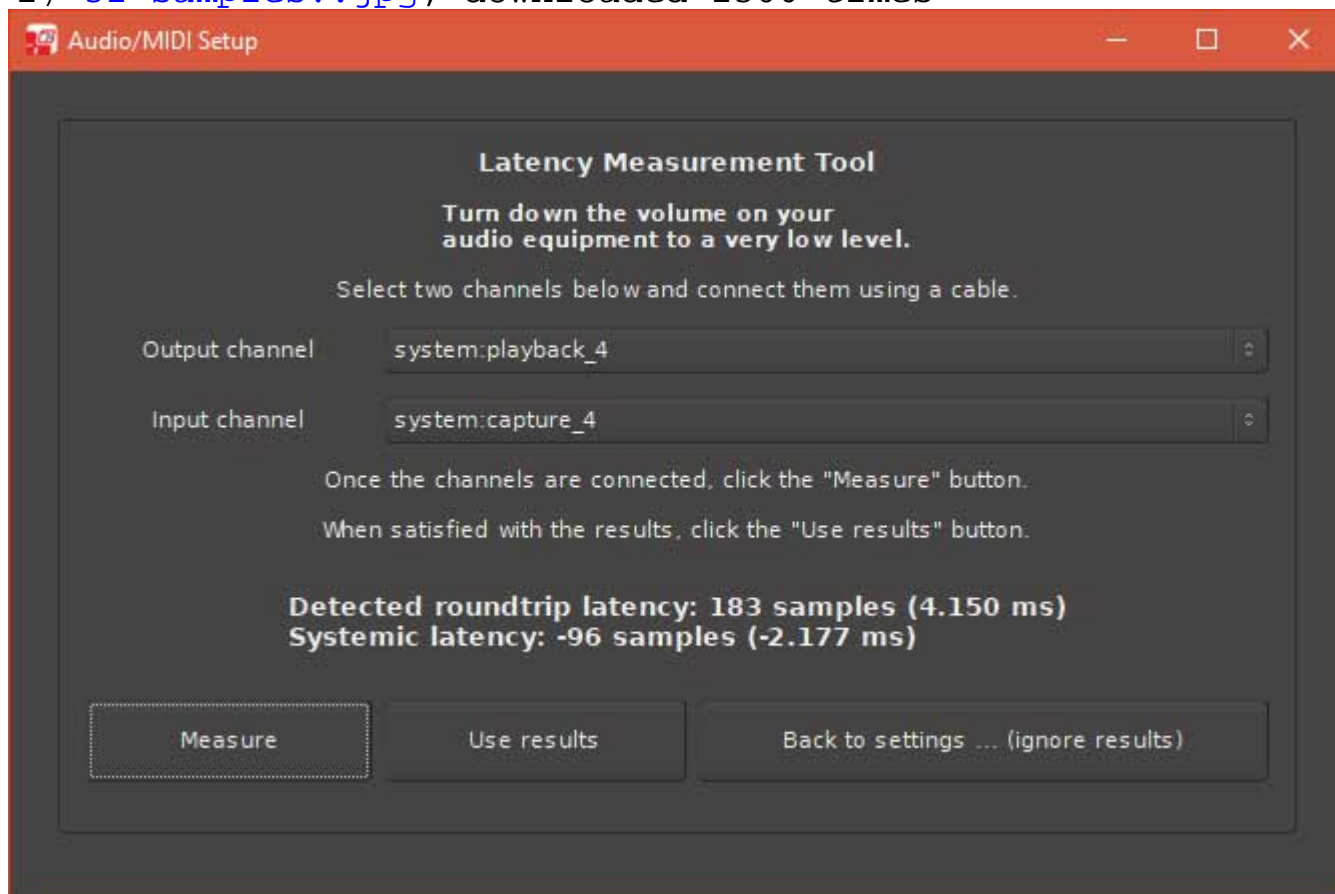 Audio/MIDI Setup
Latency Measurement Tool
Turn down the volume on your
audio equipment to a very low level.
Select two channels below and connect them using a cable.
Output channel system:playback_4
Input channel system:capture_4
Once the channels are connected, click the "Measure" button.
When satisfied with the results, click the "Use results" button.
Detected roundtrip latency: 183 samples (4.150 ms)
Systemic latency: -96 samples (-2.177 ms)
Measure Use results Back to settings ... (ignore results)